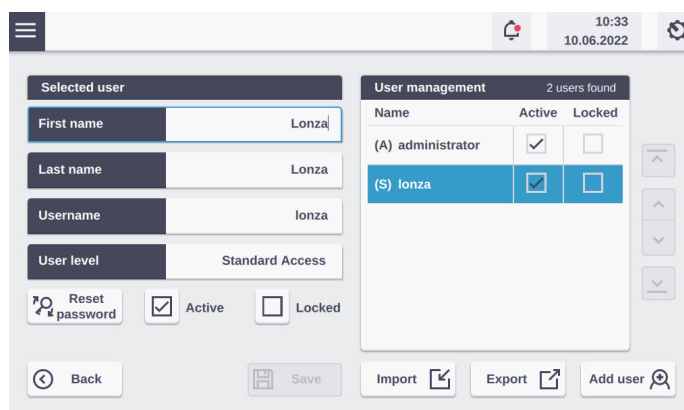 10:33
10.06.2022
Selected user
First name Lonza
Last name Lonza
Username lonza
User level Standard Access
Reset password
Active
Locked
Back
Save
User management 2 users found
Name Active Locked
(A) administrator
(S) lonza
Import
Export
Add user